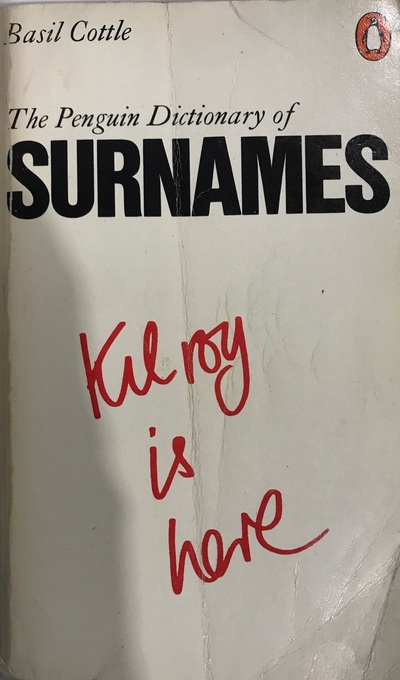 Basil Cottle
The Penguin Dictionary of
SURNAMES
Kilroy
is
here